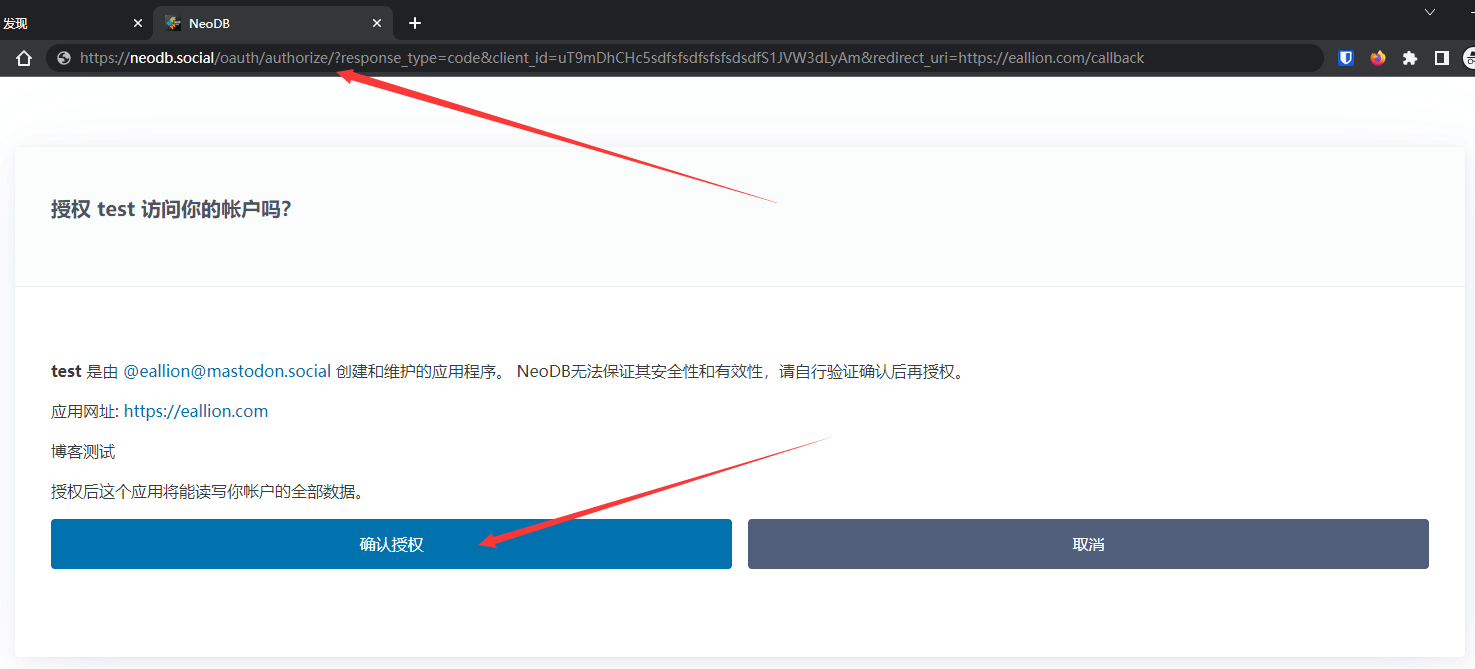 发现
NeoDB
https://neodb.social/oauth/authorize/?response_type=code&client_id=uT9mDhCHc5sdfsfsdfsfsfsdsdfS1JVW3dLyAm&redirect_uri=https://eallion.com/callback
授权 test 访问你的帐户吗?
test 是由 @eallion@mastodon.social 创建和维护的应用程序。 NeoDB无法保证其安全性和有效性，请自行验证确认后再授权。
应用网址: https://eallion.com
博客测试
授权后这个应用将能读写你帐户的全部数据。
确认授权
取消